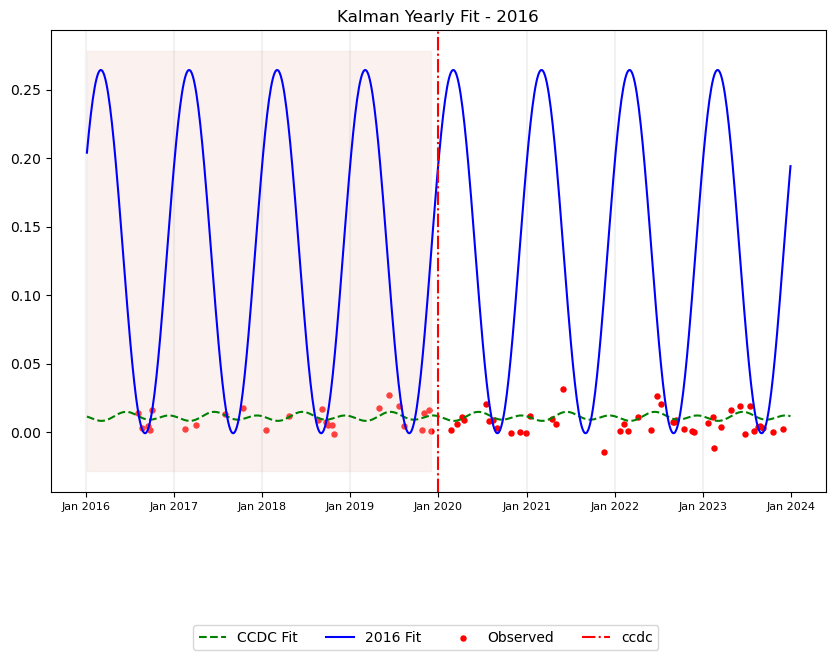 Kalman Yearly Fit - 2016
0.25
0.20
0.15
0.10
0.05
0.00
Jan 2016 Jan 2017 Jan 2018 Jan 2019 Jan 2020 Jan 2021 Jan 2022 Jan 2023 Jan 2024
CCDC Fit 2016 Fit Observed ccdc